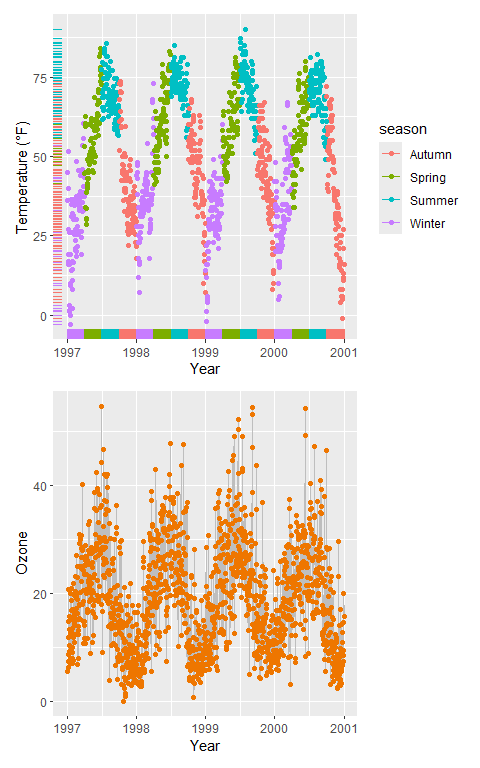 75
50
25
0
Temperature (°F)
1997 1998 1999 2000 2001
Year
season
Autumn
Spring
Summer
Winter
40
20
0
Ozone
1997 1998 1999 2000 2001
Year